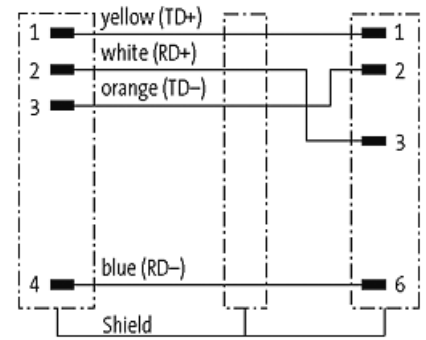 yellow (TD+)
1 1
white (RD+)
2 2
orange (TD–)
3
3
blue (RD–)
4 6
Shield